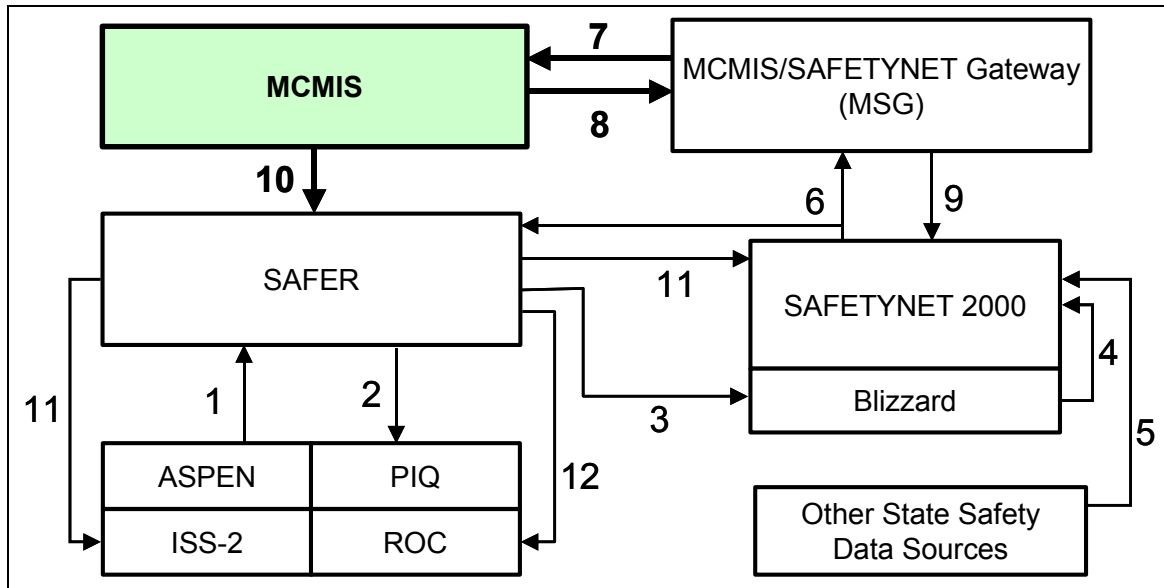 7
MCMIS
MCMIS/SAFETYNET Gateway
(MSG)
8
10
6
9
SAFER
11
SAFETYNET 2000
4
11
1
2
3
Blizzard
5
ASPEN
PIQ
12
ISS-2
ROC
Other State Safety
Data Sources